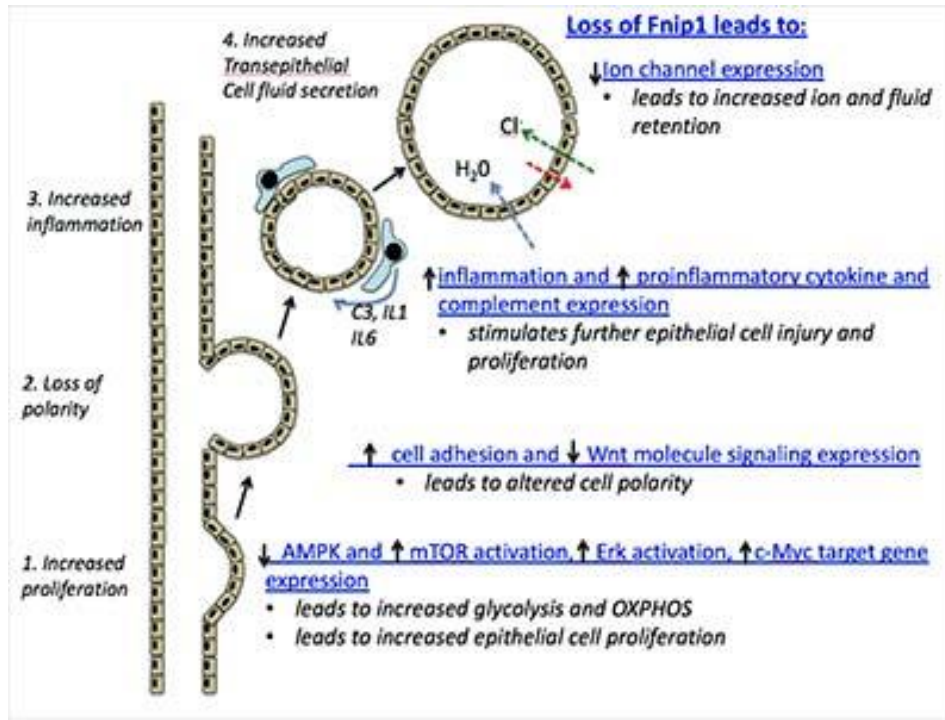 Loss of Fnip1 leads to:
4. Increased
Transepithelial
Cell fluid secretion
↓Ion channel expression
• leads to increased ion and fluid
retention
Cl-
H20
3. Increased
inflammation
↑inflammation and ↑ proinflammatory cytokine and
complement expression
• stimulates further epithelial cell injury and
proliferation
C3, IL1
IL6
2. Loss of
polarity
↑ cell adhesion and ↓ Wnt molecule signaling expression
• leads to altered cell polarity
1. Increased
proliferation
↓ AMPK and ↑ mTOR activation, ↑ Erk activation, ↑c-Myc target gene
expression
• leads to increased glycolysis and OXPHOS
• leads to increased epithelial cell proliferation